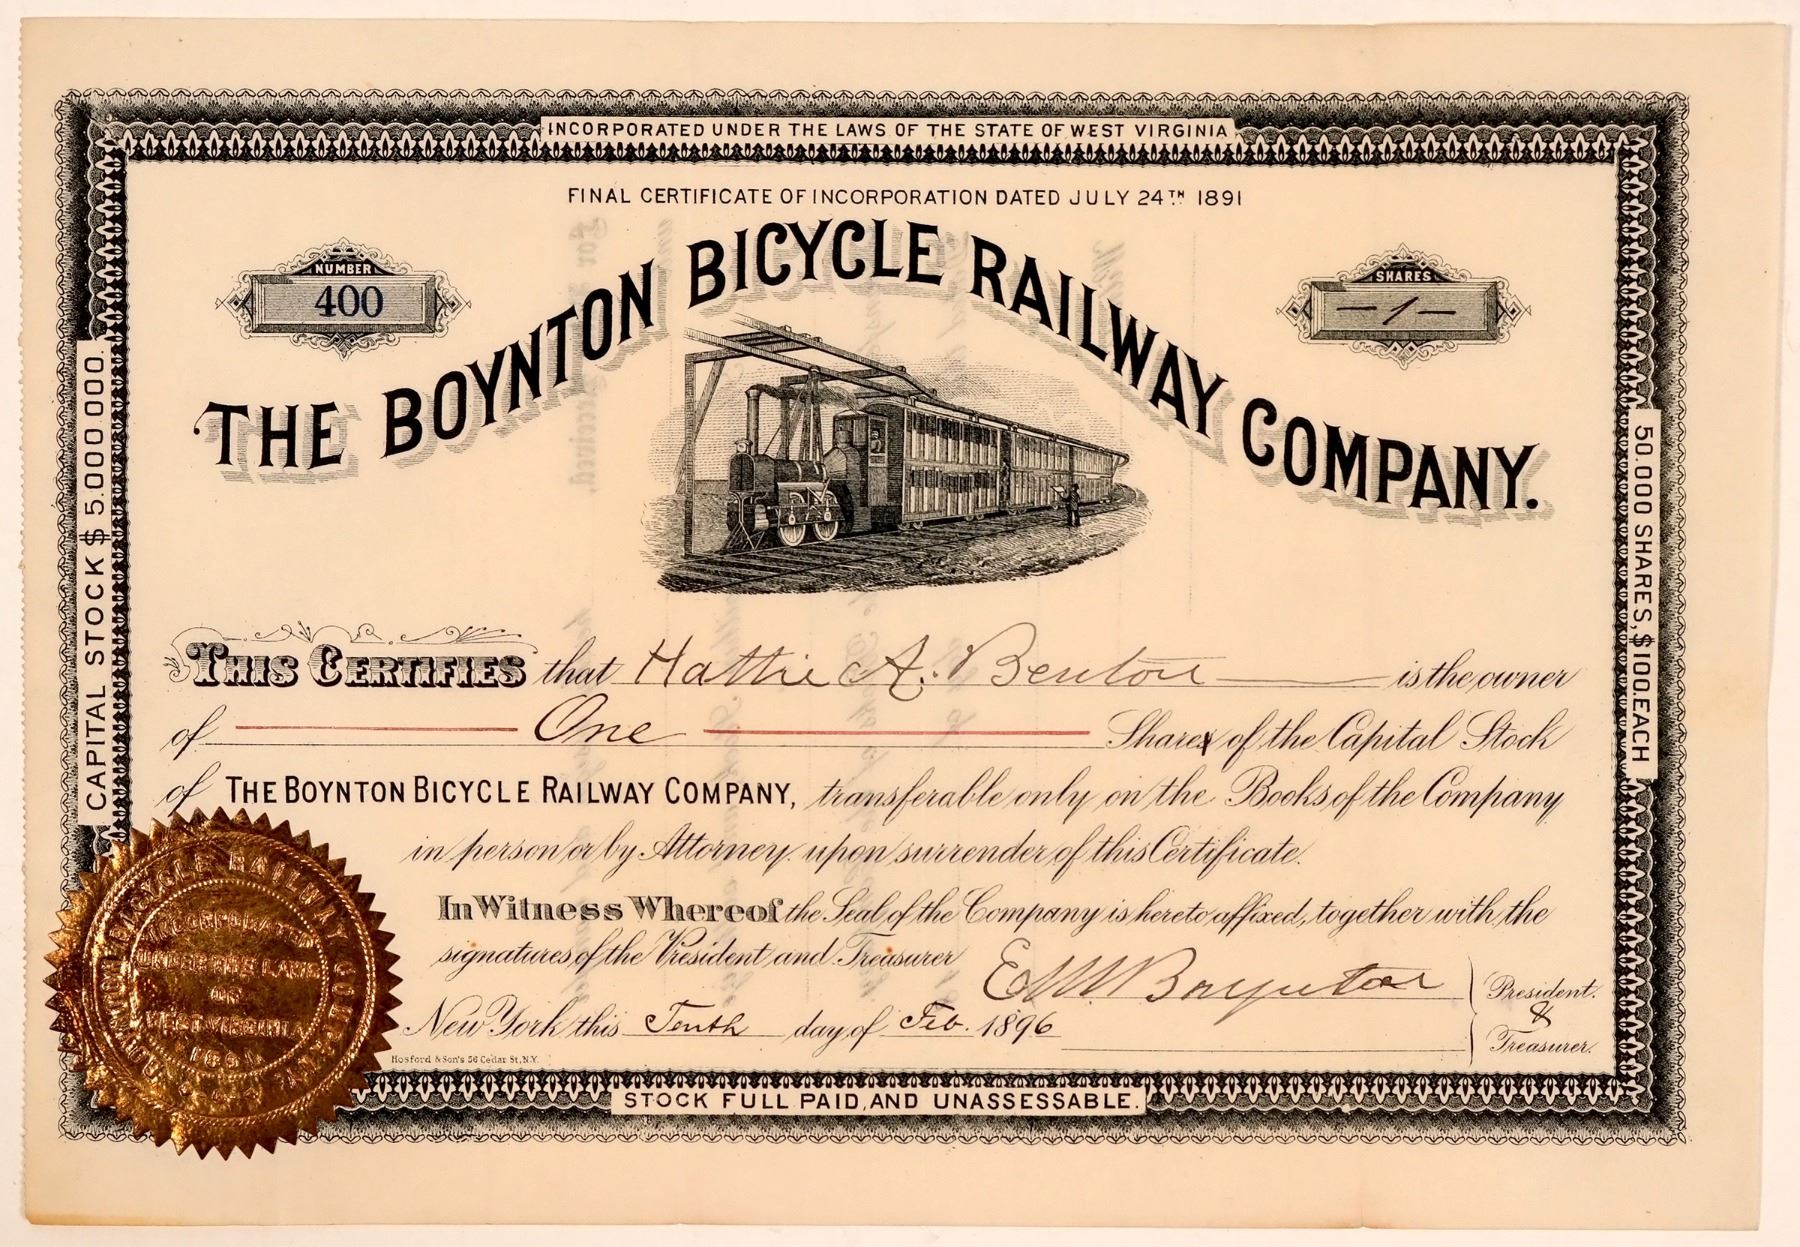 INCORPORATED UNDER THE LAWS OF THE STATE OF WEST VIRGINIA
FINAL CERTIFICATE OF INCORPORATION DATED JULY 24TH 1891
NUMBER
400
SHARES
—1—
THE BOYNTON BICYCLE RAILWAY COMPANY.
CAPITAL STOCK $5.000.000.
50.000 SHARES, $100. EACH
THIS CERTIFIES that Hattie A. Benton is the owner
of One Shares of the Capital Stock
of THE BOYNTON BICYCLE RAILWAY COMPANY, transferable only on the Books of the Company
in person or by Attorney upon surrender of this Certificate.
In Witness Whereof the Seal of the Company is hereto affixed, together with the
signatures of the President and Treasurer
E M Boynton
President.
&
Treasurer.
New York this Tenth day of Feb. 1896
Hosford & Son's 56 Cedar St., N.Y.
STOCK FULL PAID, AND UNASSESSABLE.
BICYCLE RAILWAY COMPANY
INCORPORATED
UNDER THE LAWS
OF
WEST VIRGINIA
1891